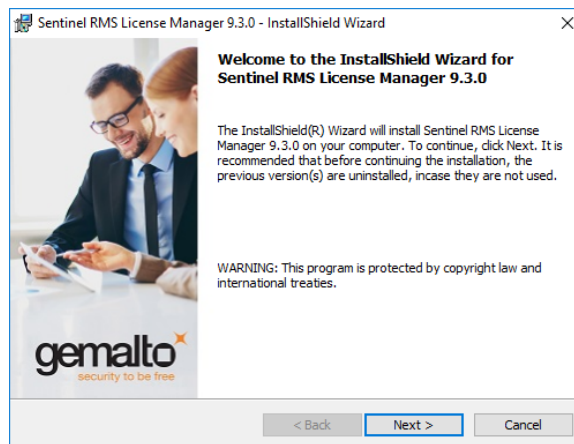 Sentinel RMS License Manager 9.3.0 - InstallShield Wizard
Welcome to the InstallShield Wizard for
Sentinel RMS License Manager 9.3.0
The InstallShield(R) Wizard will install Sentinel RMS License
Manager 9.3.0 on your computer. To continue, click Next. It is
recommended that before continuing the installation, the
previous version(s) are uninstalled, incase they are not used.
WARNING: This program is protected by copyright law and
international treaties.
gemalto
security to be free
< Back
Next >
Cancel